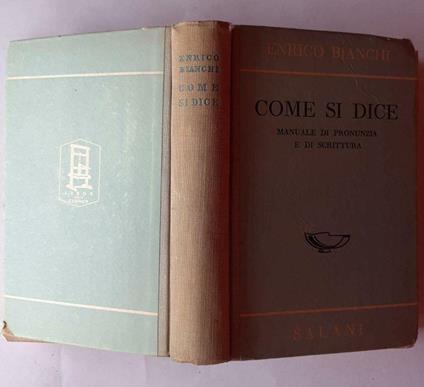 ENRICO
BIANCHI
COME
SI DICE
ENRICO BIANCHI
COME SI DICE
MANUALE DI PRONUNZIA
E DI SCRITTURA
SALANI